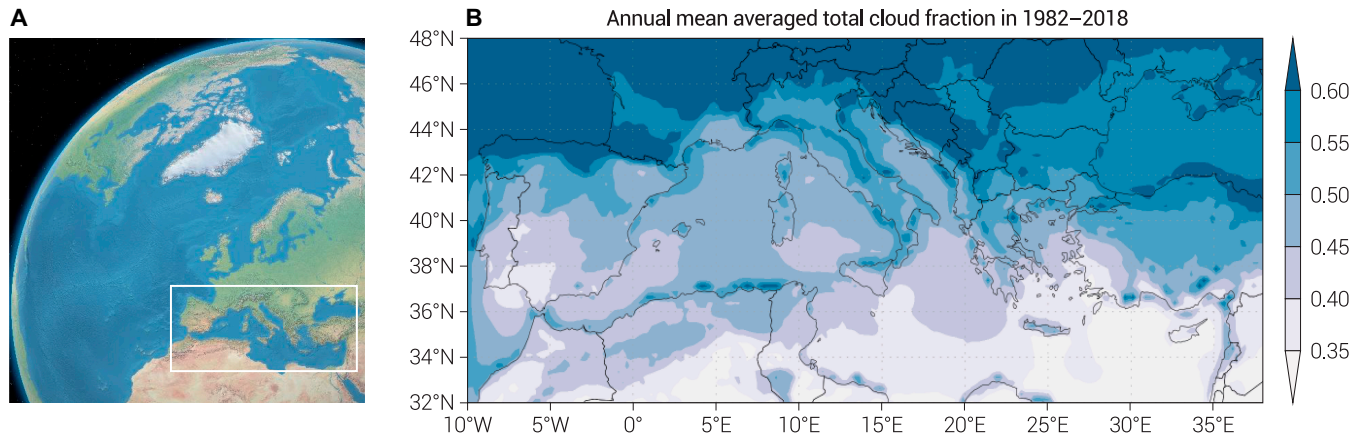 A
B
Annual mean averaged total cloud fraction in 1982–2018
48°N
46°N
44°N
42°N
40°N
38°N
36°N
34°N
32°N
10°W
5°W
0°
5°E
10°E
15°E
20°E
25°E
30°E
35°E
0.60
0.55
0.50
0.45
0.40
0.35